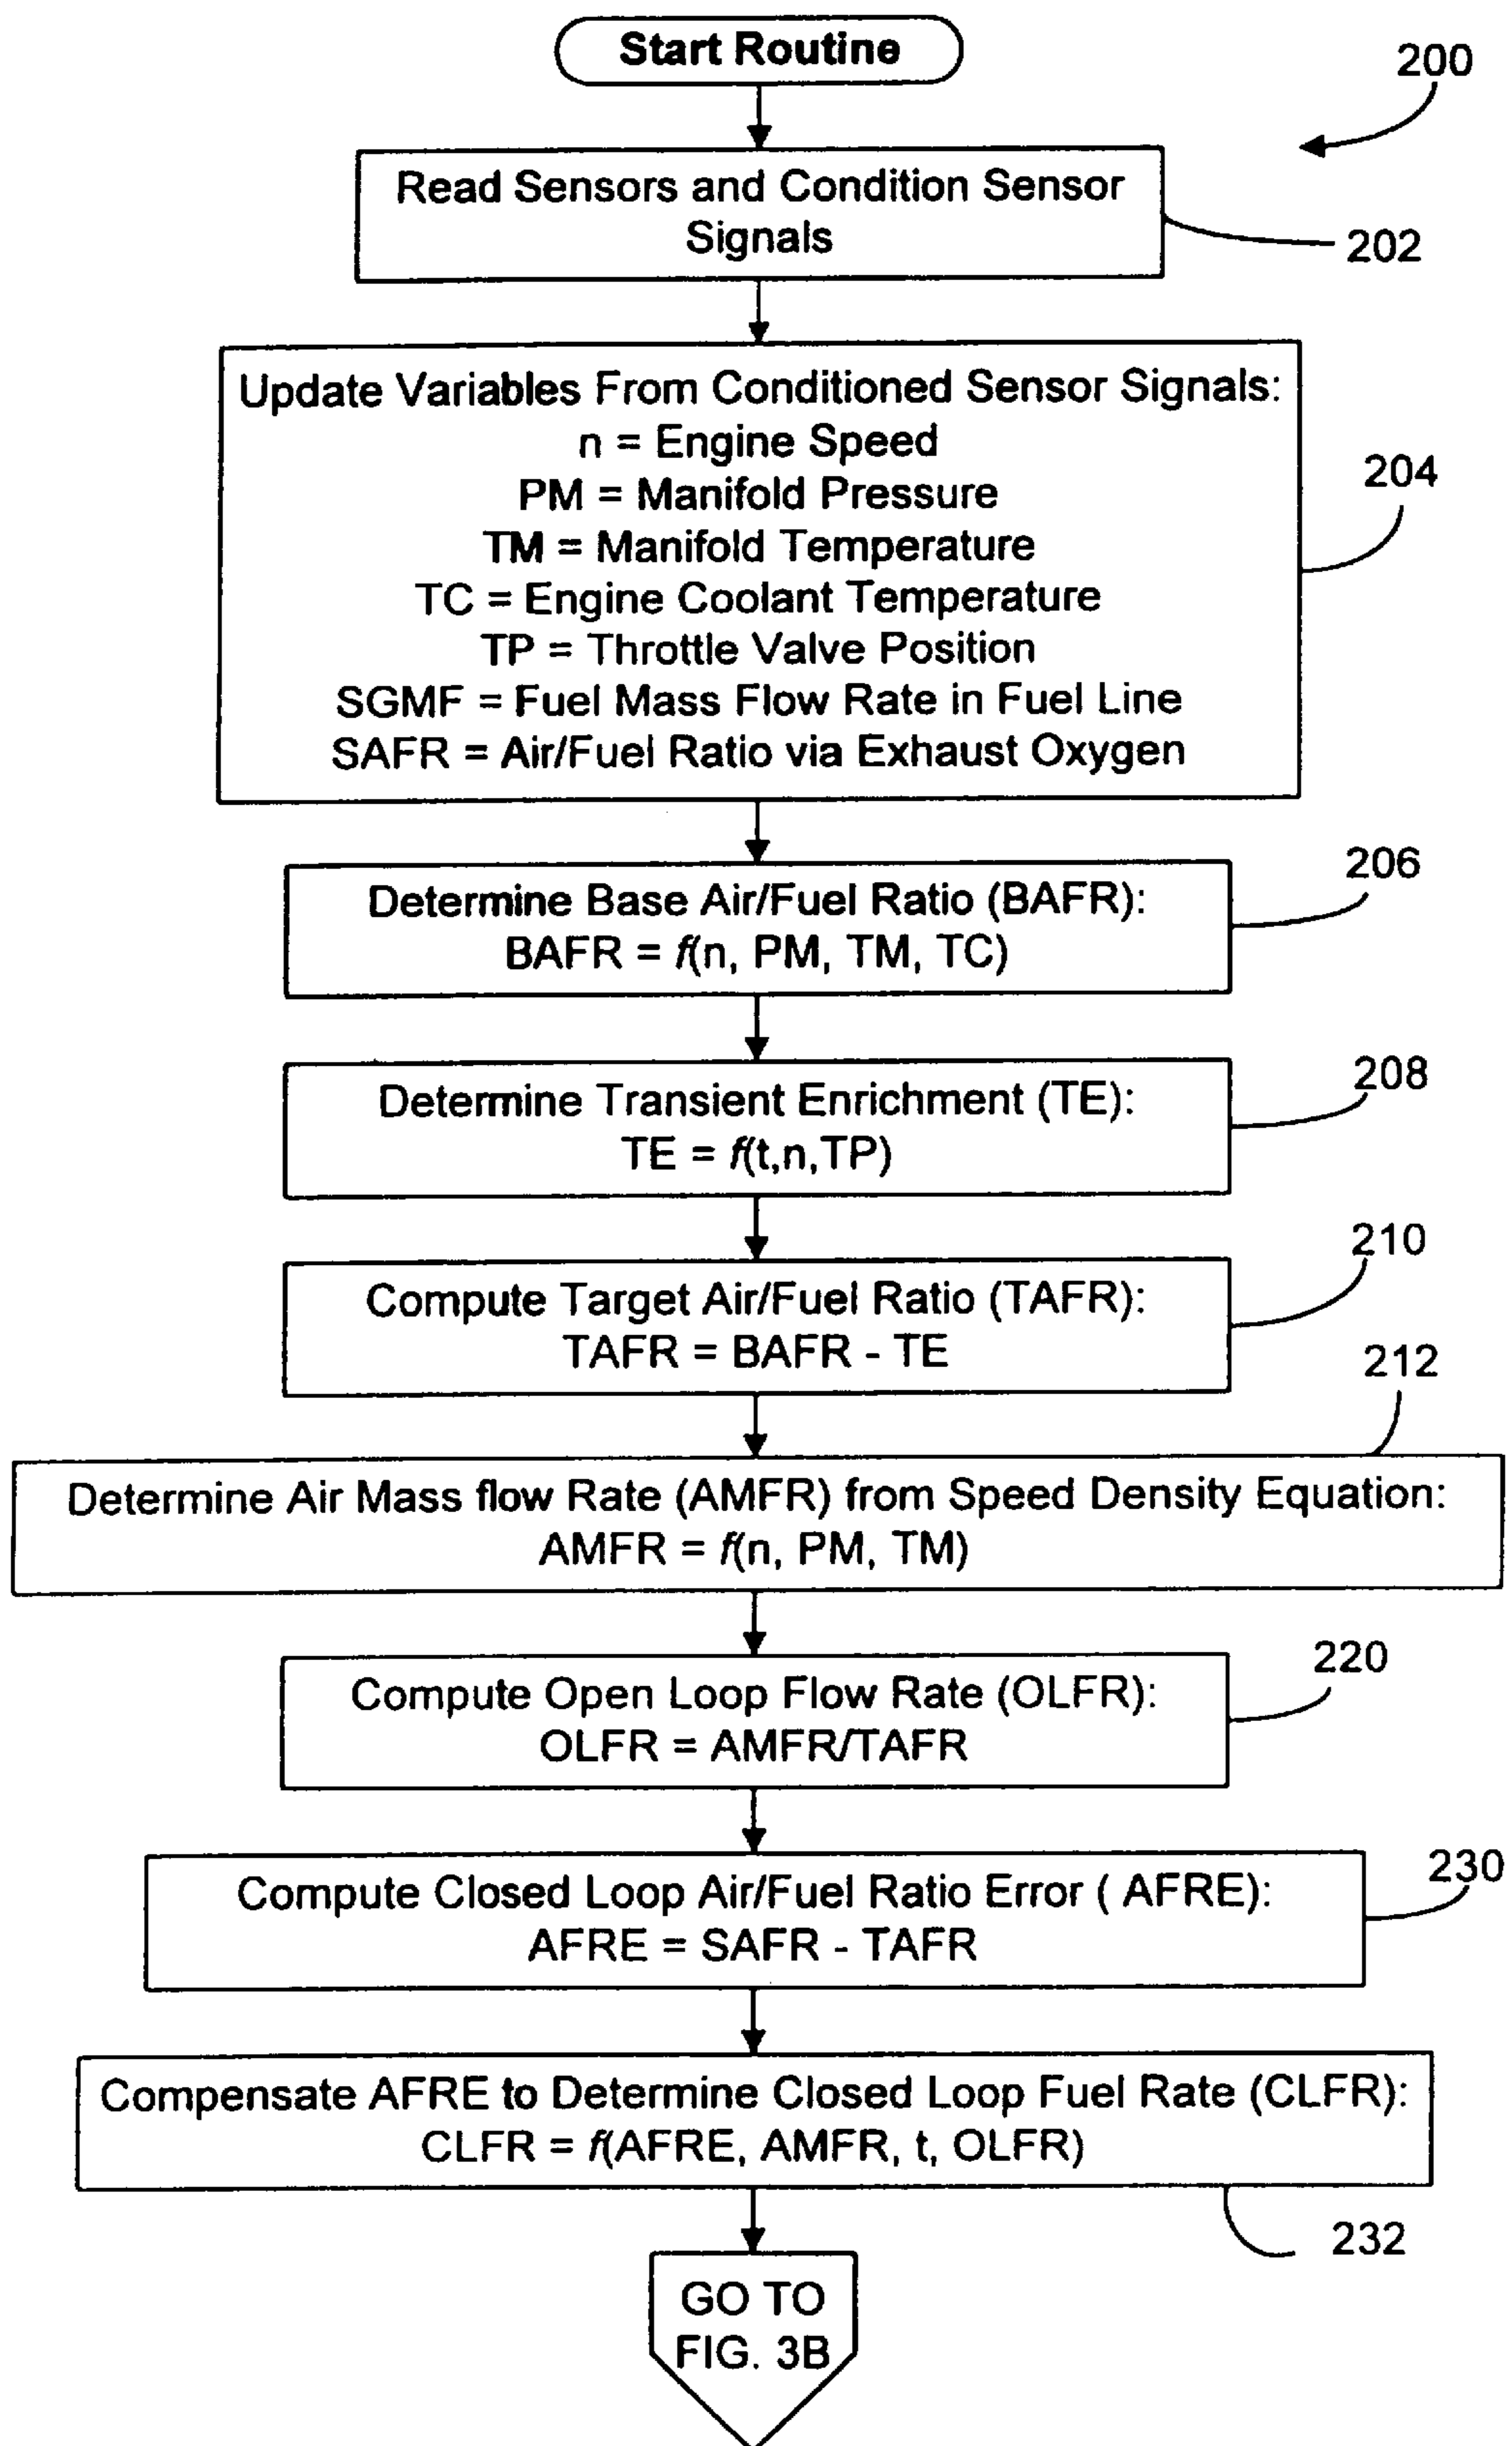 Start Routine
200
Read Sensors and Condition Sensor
Signals
202
Update Variables From Conditioned Sensor Signals:
n = Engine Speed
PM = Manifold Pressure
TM = Manifold Temperature
TC = Engine Coolant Temperature
TP = Throttle Valve Position
SGMF = Fuel Mass Flow Rate in Fuel Line
SAFR = Air/Fuel Ratio via Exhaust Oxygen
204
Determine Base Air/Fuel Ratio (BAFR):
BAFR = f(n, PM, TM, TC)
206
Determine Transient Enrichment (TE):
TE = f(t,n,TP)
208
Compute Target Air/Fuel Ratio (TAFR):
TAFR = BAFR - TE
210
212
Determine Air Mass flow Rate (AMFR) from Speed Density Equation:
AMFR = f(n, PM, TM)
Compute Open Loop Flow Rate (OLFR):
OLFR = AMFR/TAFR
220
Compute Closed Loop Air/Fuel Ratio Error ( AFRE):
AFRE = SAFR - TAFR
230
Compensate AFRE to Determine Closed Loop Fuel Rate (CLFR):
CLFR = f(AFRE, AMFR, t, OLFR)
232
GO TO
FIG. 3B